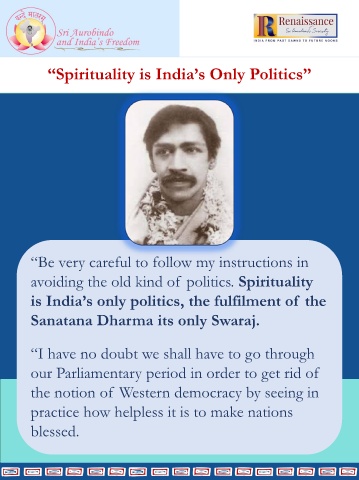 वन्दे मातरम्
Sri Aurobindo
and India's Freedom
Renaissance
Sri Aurobindo Society
INDIA FROM PAST DAWNS TO FUTURE NOONS
“Spirituality is India’s Only Politics”
“Be very careful to follow my instructions in
avoiding the old kind of politics. Spirituality
is India’s only politics, the fulfilment of the
Sanatana Dharma its only Swaraj.
“I have no doubt we shall have to go through
our Parliamentary period in order to get rid of
the notion of Western democracy by seeing in
practice how helpless it is to make nations
blessed.